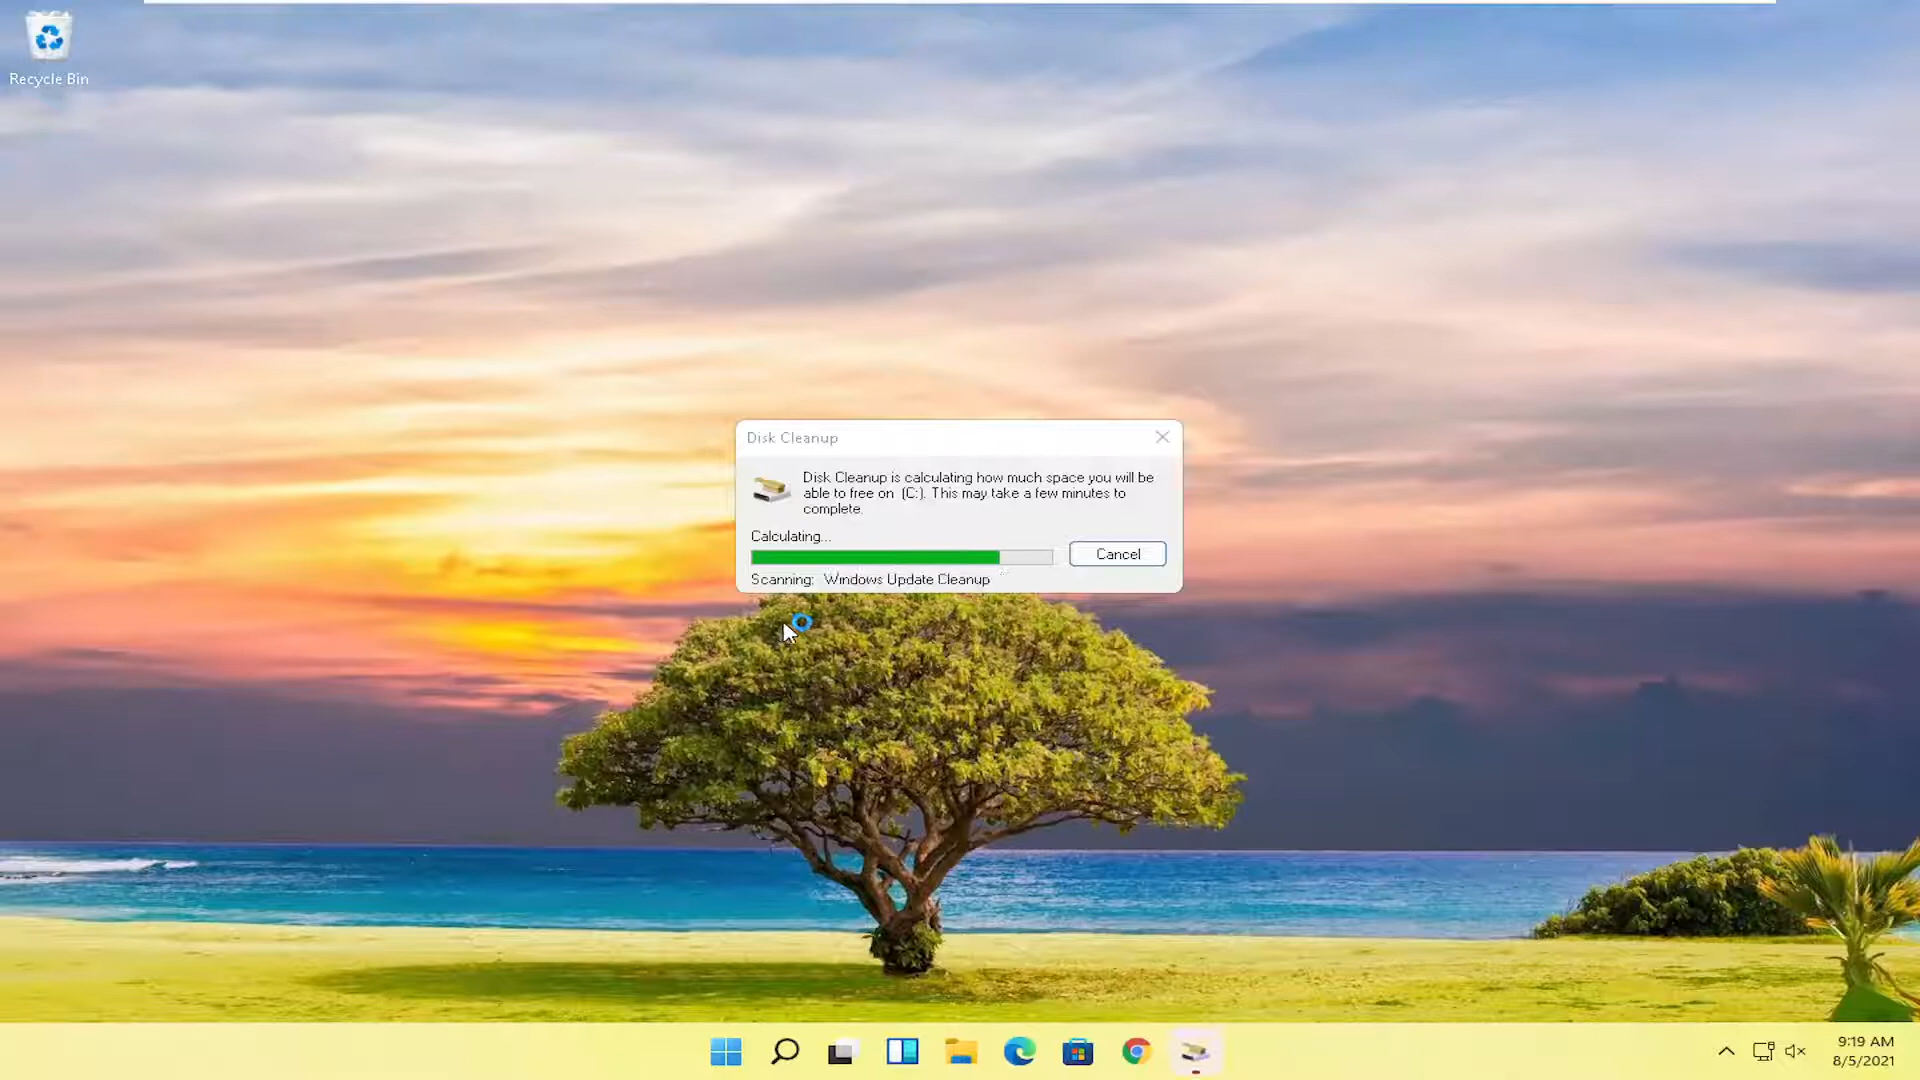 Recycle Bin
Disk Cleanup
Disk Cleanup is calculating how much space you will be
able to free on (C:). This may take a few minutes to
complete.
Calculating...
Cancel
Scanning: Windows Update Cleanup
9:19 AM
8/5/2021